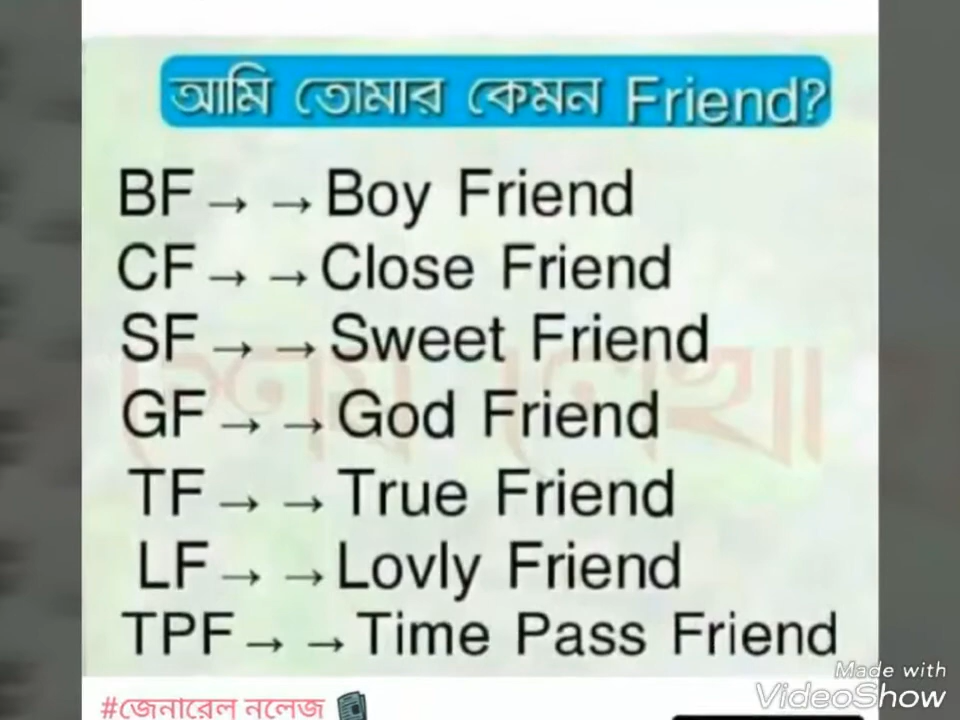 আমি তোমার কেমন Friend?
BF→ →Boy Friend
CF→ →Close Friend
SF→ →Sweet Friend
GF→ →God Friend
TF→ →True Friend
LF→ →Lovly Friend
TPF→ →Time Pass Friend
Made with
VideoShow
#জেনারেল নলেজ